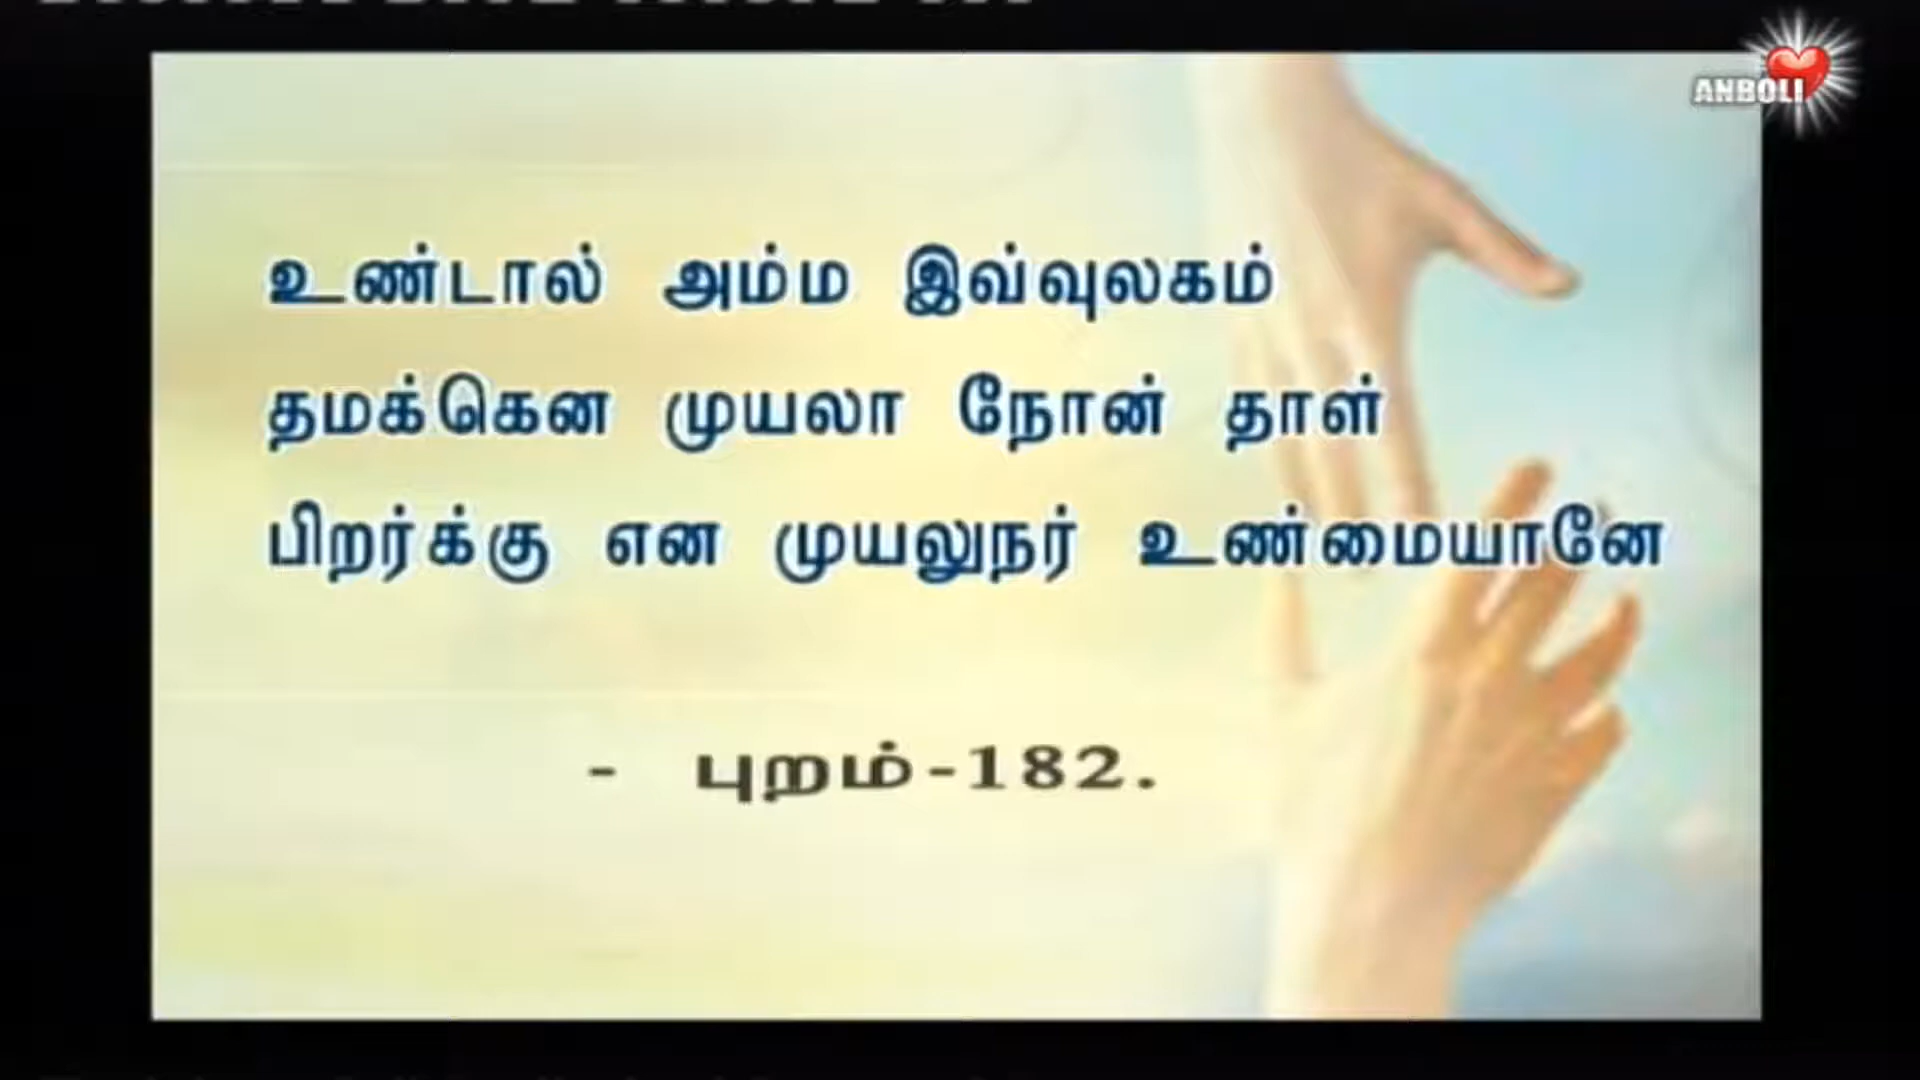 ANBOLI
உண்டால் அம்ம இவ்வுலகம்
தமக்கென முயலா நோன் தாள்
பிறர்க்கு என முயலுநர் உண்மையானே
- புறம்-182.